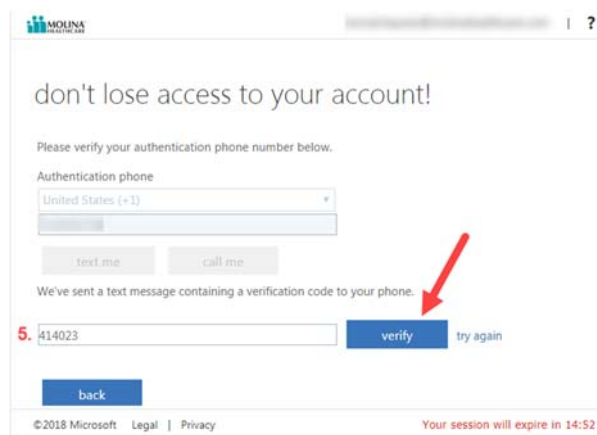 MOLINA
HEALTHCARE
| ?
don't lose access to your account!
Please verify your authentication phone number below.
Authentication phone
United States (+1)
text me call me
We've sent a text message containing a verification code to your phone.
5. 414023 verify try again
back
©2018 Microsoft Legal | Privacy Your session will expire in 14:52